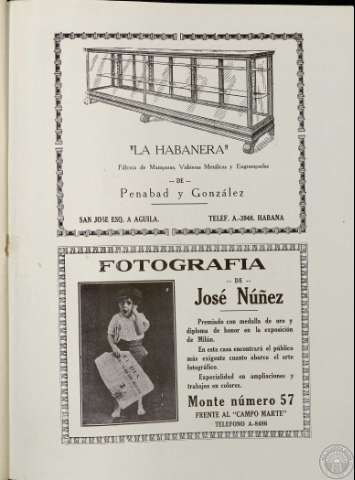 "LA HABANERA"
Fábrica de Mamparas, Vidrieras Metálicas y Engrampadas
— DE —
Penabad y González
SAN JOSE ESQ. A AGUILA. TELEF. A-3946. HABANA
FOTOGRAFIA
— DE —
José Núñez
Premiado con medalla de oro y
diploma de honor en la exposición
de Milán.
En esta casa encontrará el público
más exigente cuanto abarca el arte
fotográfico.
Especialidad en ampliaciones y
trabajos en colores.
Monte número 57
FRENTE AL "CAMPO MARTE"
TELEFONO A-8486